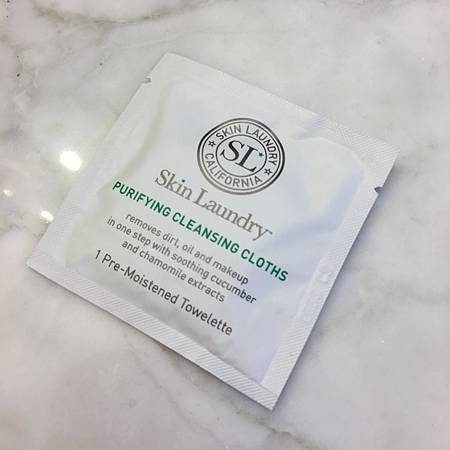 SKIN LAUNDRY
SL
CALIFORNIA
Skin Laundry™
PURIFYING CLEANSING CLOTHS
removes dirt, oil and makeup
in one step with soothing cucumber
and chamomile extracts
1 Pre-Moistened Towelette